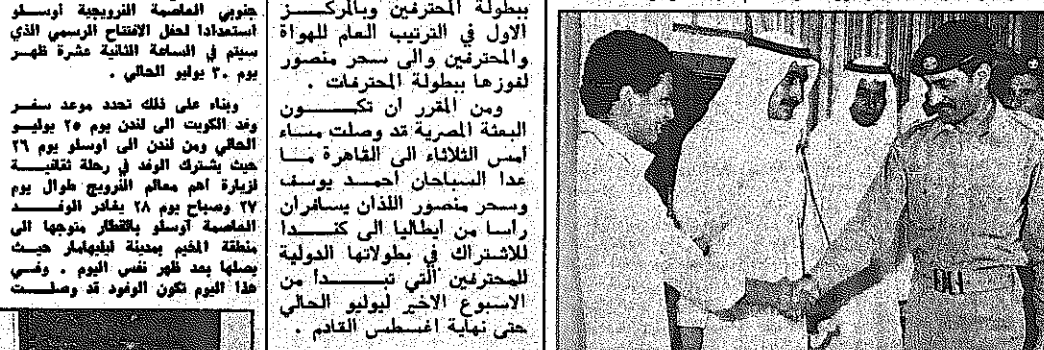 جنوبي العاصمة النرويجية أوسلو
استعدادا لحفل الافتتاح الرسمي الذي
سيتم في الساعة الثانية عشرة ظهر
يوم ٣٠ يوليو الحالي .
وبناء على ذلك تحدد موعد سفر
وفد الكويت الى لندن يوم ٢٥ يوليو
الحالي ومن لندن الى اوسلو يوم ٢٦
حيث يشترك الوفد في رحلة ثقافية
لزيارة اهم معالم النرويج طوال يوم
٢٧ وصباح يوم ٢٨ يغادر الوفد
العاصمة أوسلو بالقطار متوجها الى
منطقة المخيم بمدينة ليليهامار حيث
يصلها بعد ظهر نفس اليوم . وفي
هذا اليوم تكون الوفود قد وصلت
ببطولة المحترفين وبالمركز
الاول في الترتيب العام للهواة
والمحترفين والى سحر منصور
لفوزها ببطولة المحترفات .
ومن المقرر ان تكون
البعثة المصرية قد وصلت مساء
امس الثلاثاء الى القاهرة ما
عدا السباحان احمد يوسف
وسحر منصور اللذان يسافران
رأسا من ايطاليا الى كندا
للاشتراك في بطولاتها الدولية
للمحترفين التي تبدأ من
الاسبوع الاخير ليوليو الحالي
حتى نهاية اغسطس القادم .